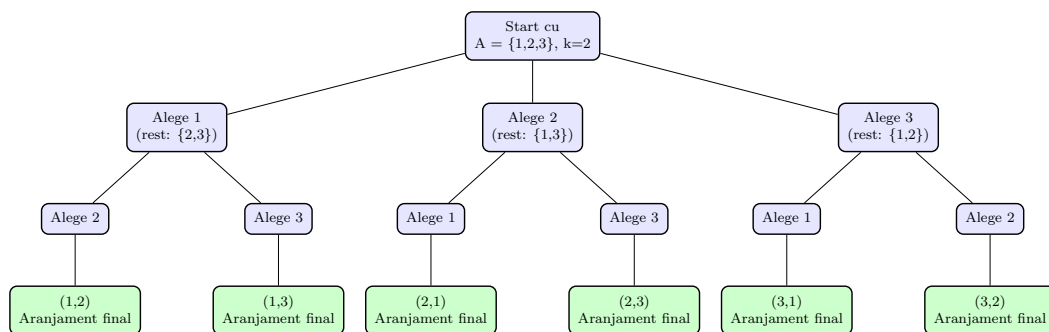 Start cu
A = {1,2,3}, k=2
Alege 1
(rest: {2,3})
Alege 2
(rest: {1,3})
Alege 3
(rest: {1,2})
Alege 2
Alege 3
Alege 1
Alege 3
Alege 1
Alege 2
(1,2)
Aranjament final
(1,3)
Aranjament final
(2,1)
Aranjament final
(2,3)
Aranjament final
(3,1)
Aranjament final
(3,2)
Aranjament final